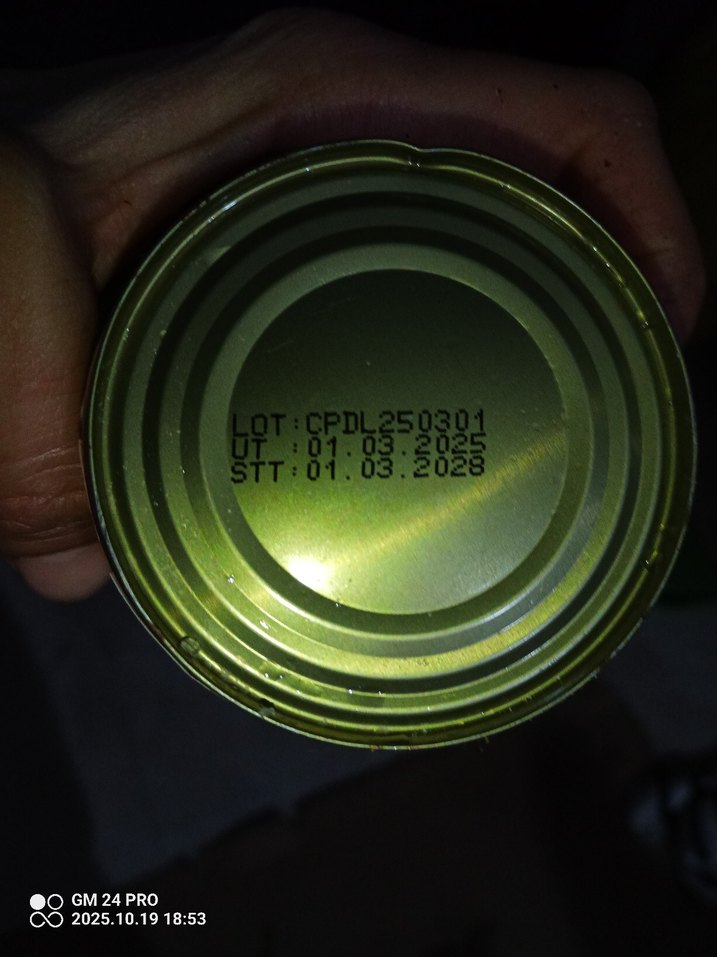 LOT:CPDL250301
UT :01.03.2025
STT:01.03.2028
GM 24 PRO
2025.10.19 18:53